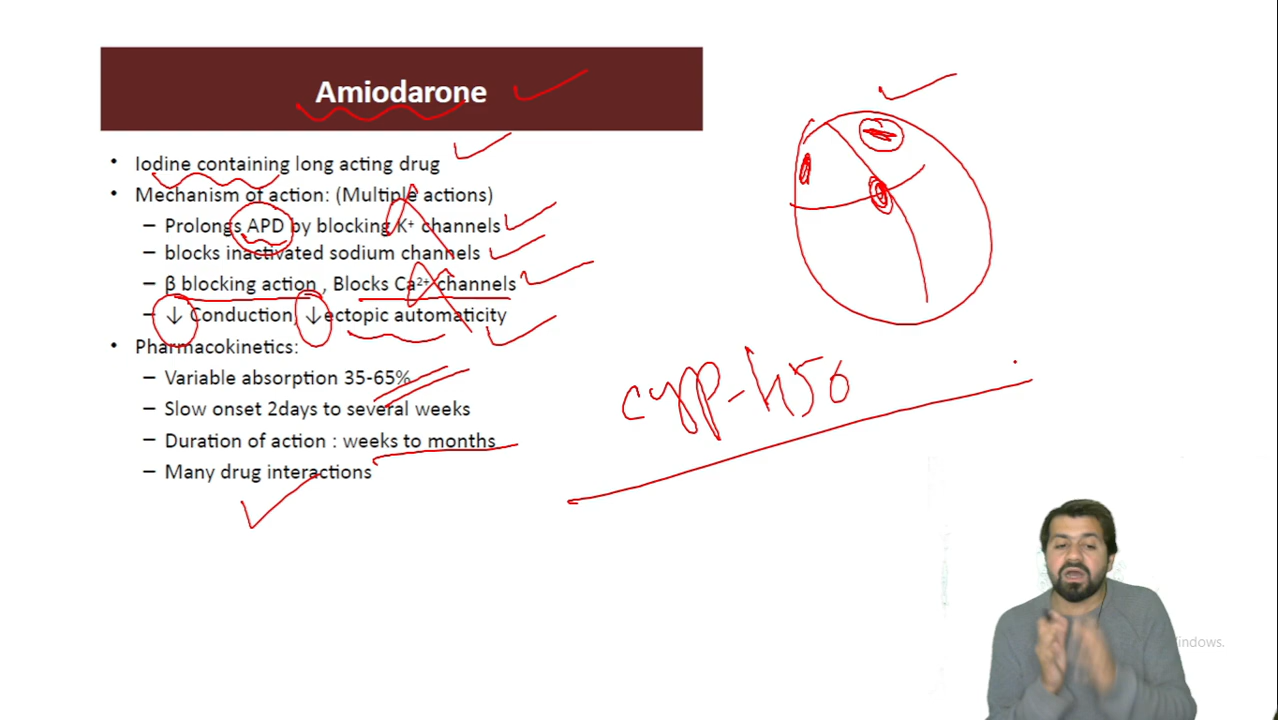 Amiodarone
• Iodine containing long acting drug
• Mechanism of action: (Multiple actions)
– Prolongs APD by blocking K⁺ channels
– blocks inactivated sodium channels
– β blocking action , Blocks Ca²⁺ channels
– ↓ Conduction, ↓ectopic automaticity
• Pharmacokinetics:
– Variable absorption 35-65%
– Slow onset 2days to several weeks
– Duration of action : weeks to months
– Many drug interactions
cyp-450
indows.